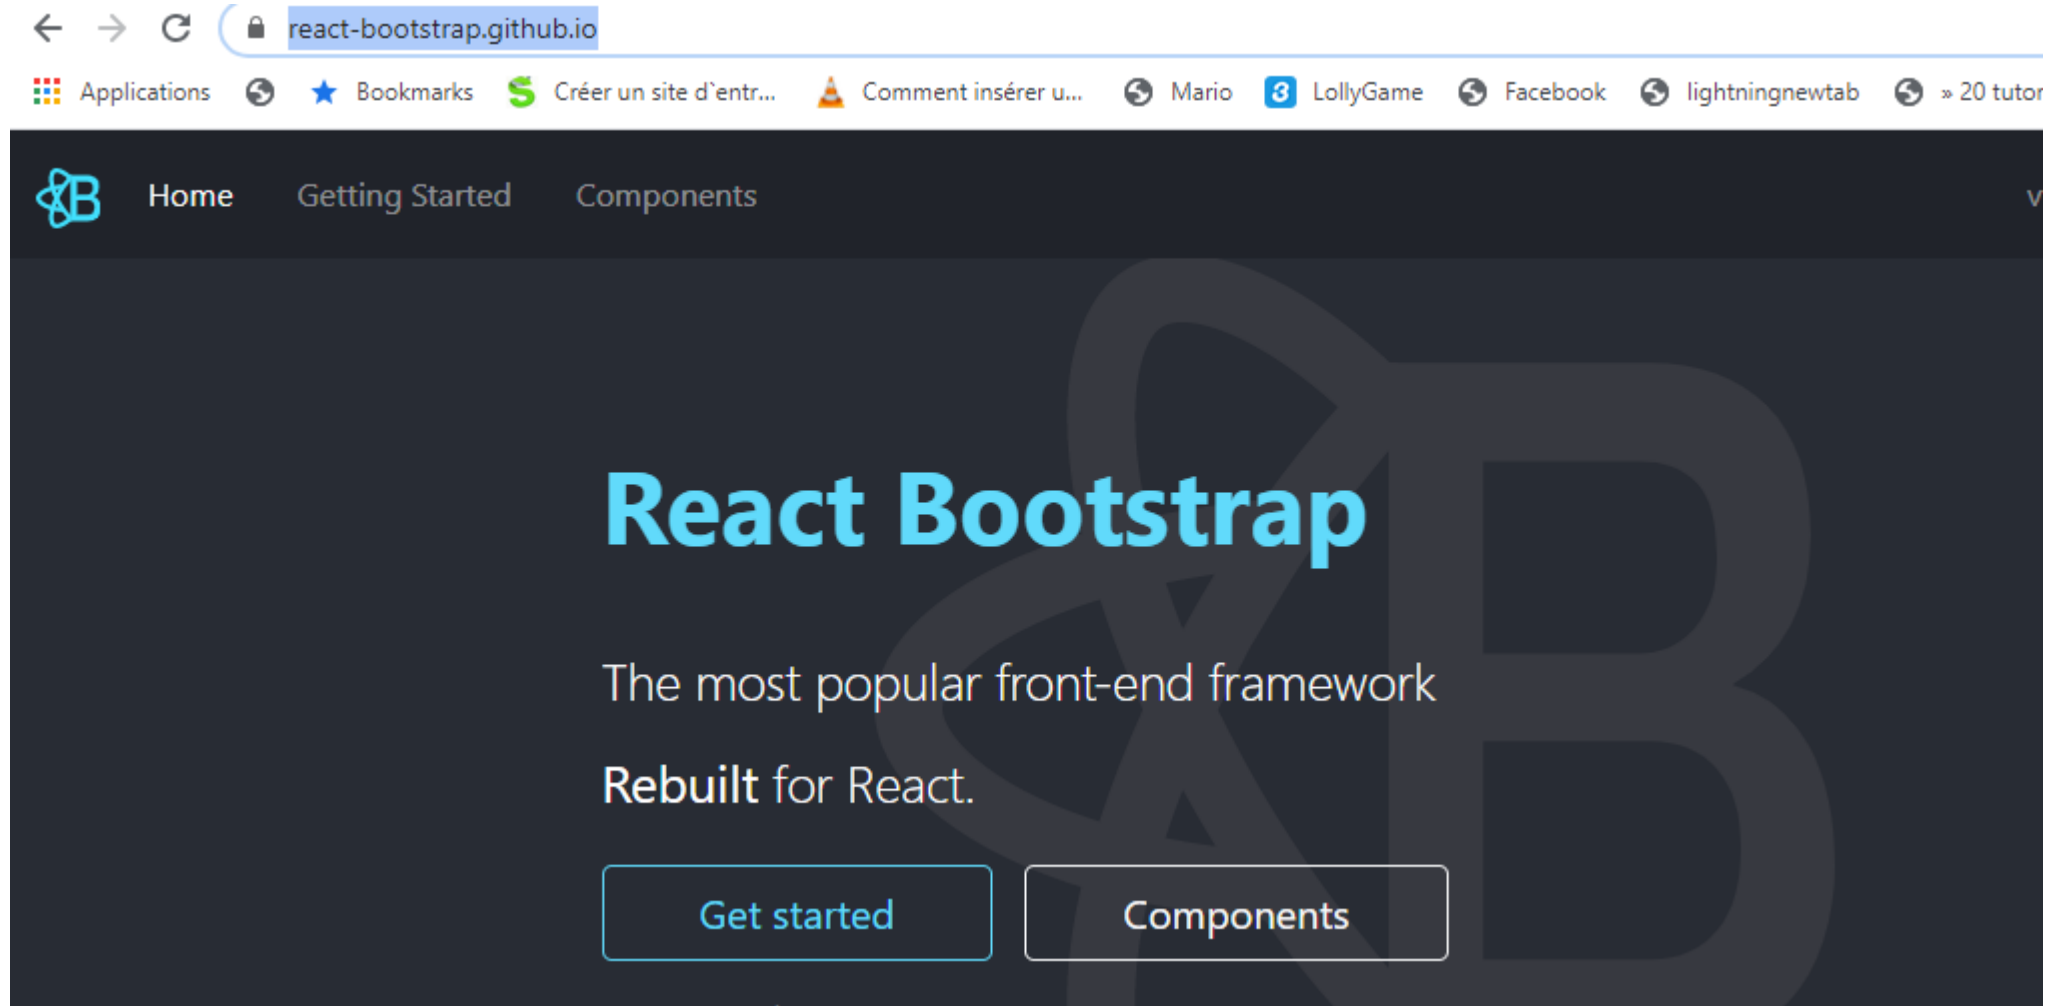 react-bootstrap.github.io
Applications Bookmarks Créer un site d`entr... Comment insérer u... Mario LollyGame Facebook lightningnewtab » 20 tutor
Home Getting Started Components v
React Bootstrap
The most popular front-end framework
Rebuilt for React.
Get started Components